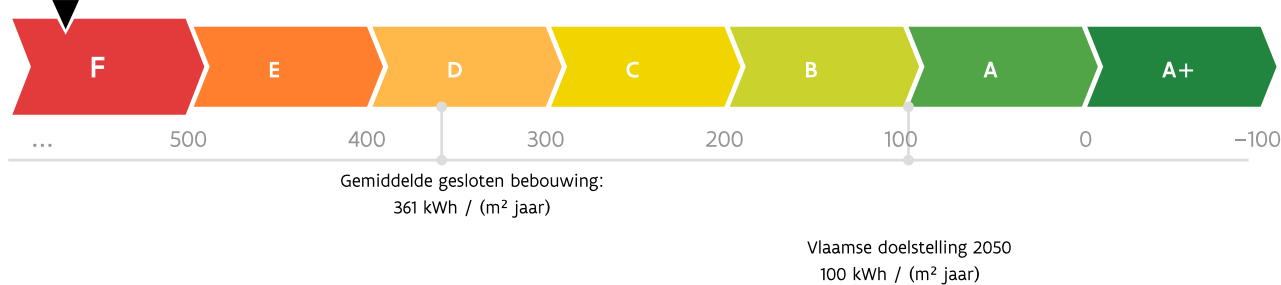 F E D C B A A+
... 500 400 300 200 100 0 −100
Gemiddelde gesloten bebouwing:
361 kWh / (m² jaar)
Vlaamse doelstelling 2050
100 kWh / (m² jaar)